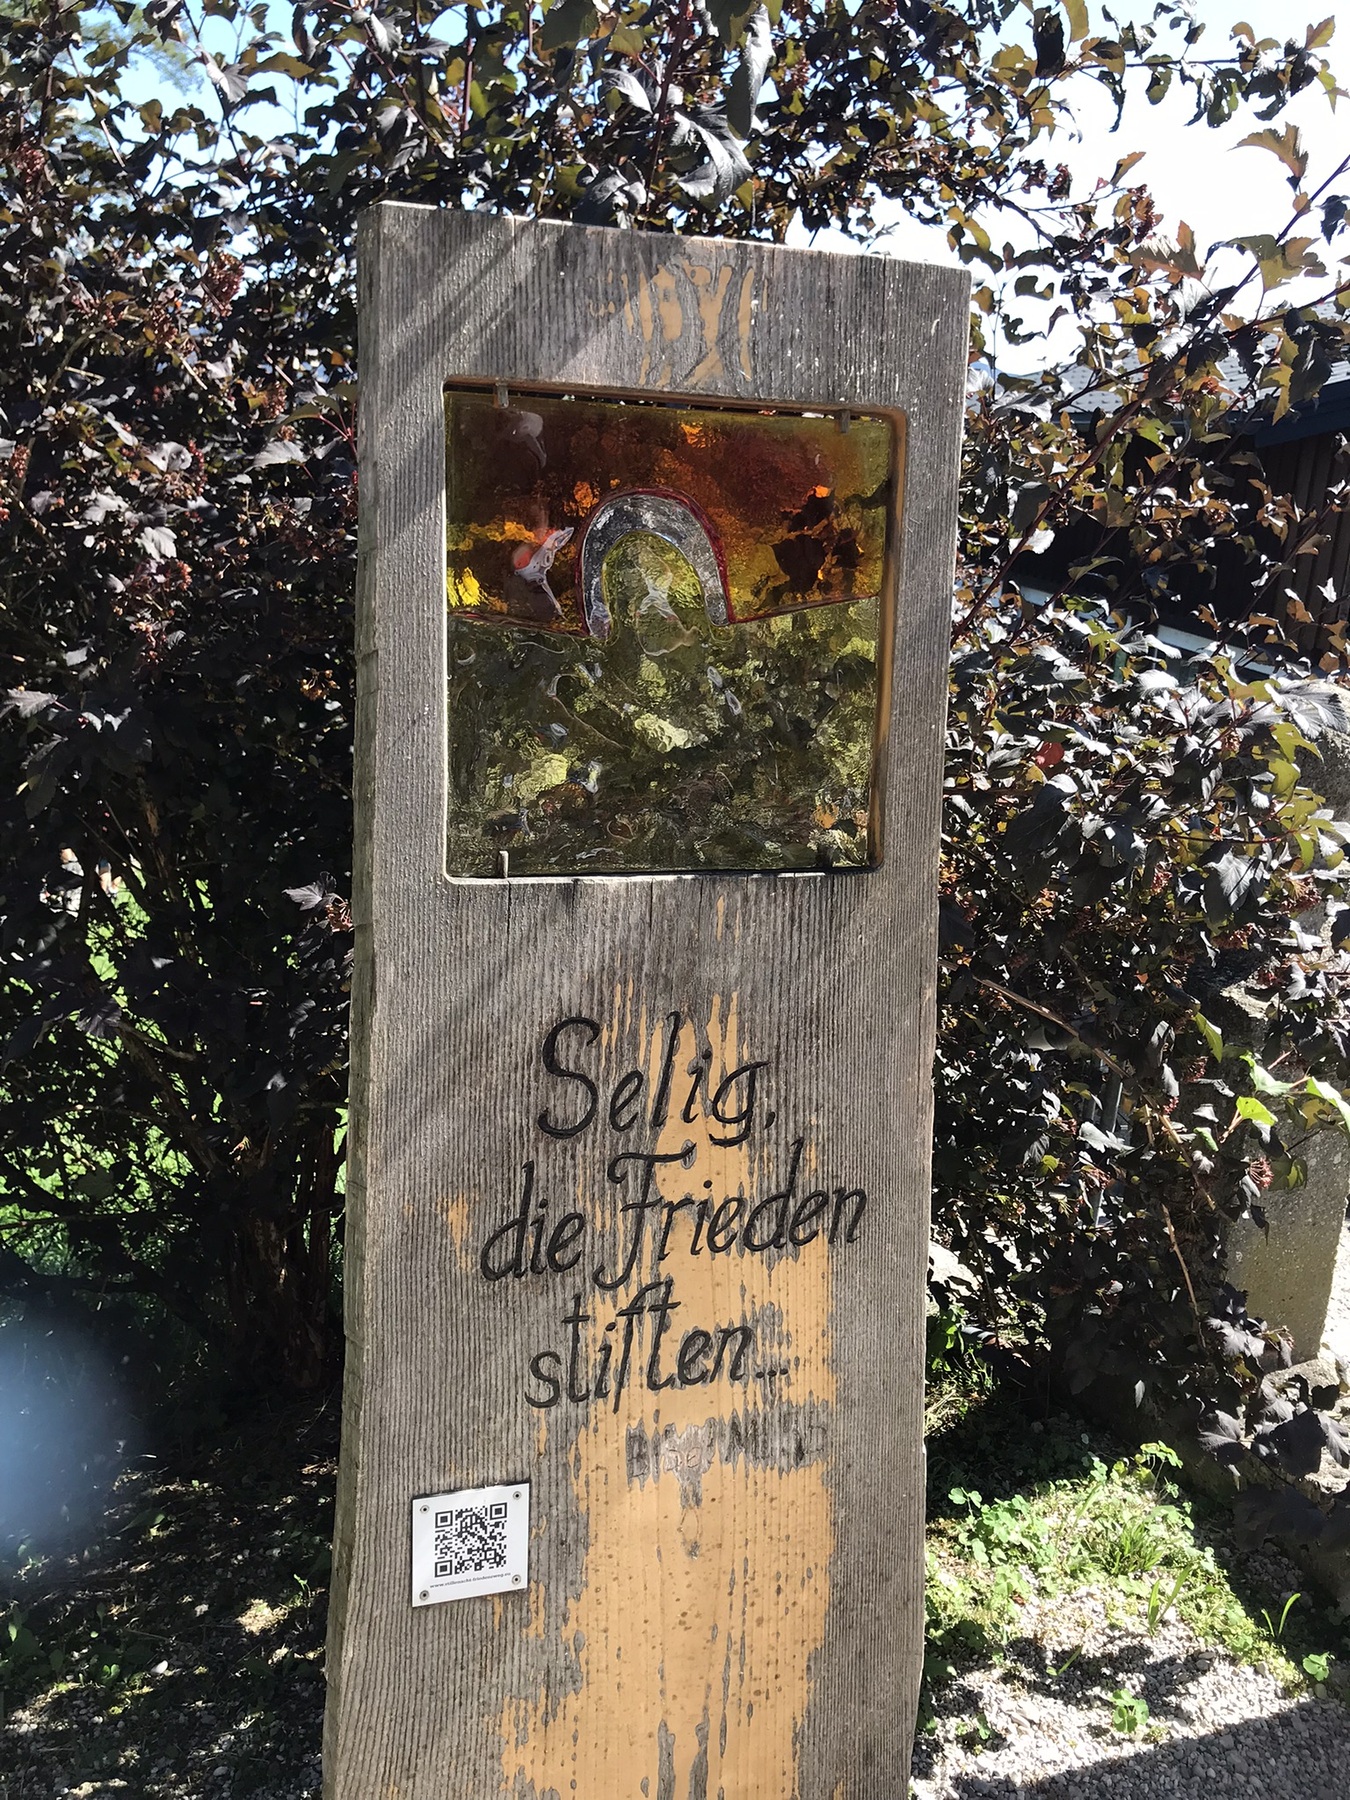 Selig,
die Frieden
stiften...